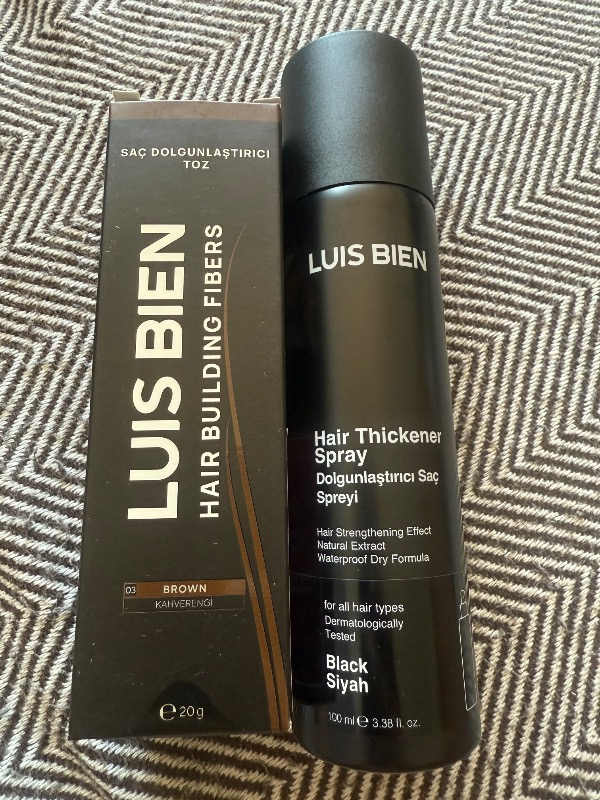 SAÇ DOLGUNLAŞTIRICI
TOZ
LUIS BIEN
HAIR BUILDING FIBERS
03 BROWN
KAHVERENGİ
℮ 20 g
LUIS BIEN
Hair Thickener
Spray
Dolgunlaştırıcı Saç
Spreyi
Hair Strengthening Effect
Natural Extract
Waterproof Dry Formula
for all hair types
Dermatologically
Tested
Black
Siyah
100 ml ℮ 3.38 fl. oz.